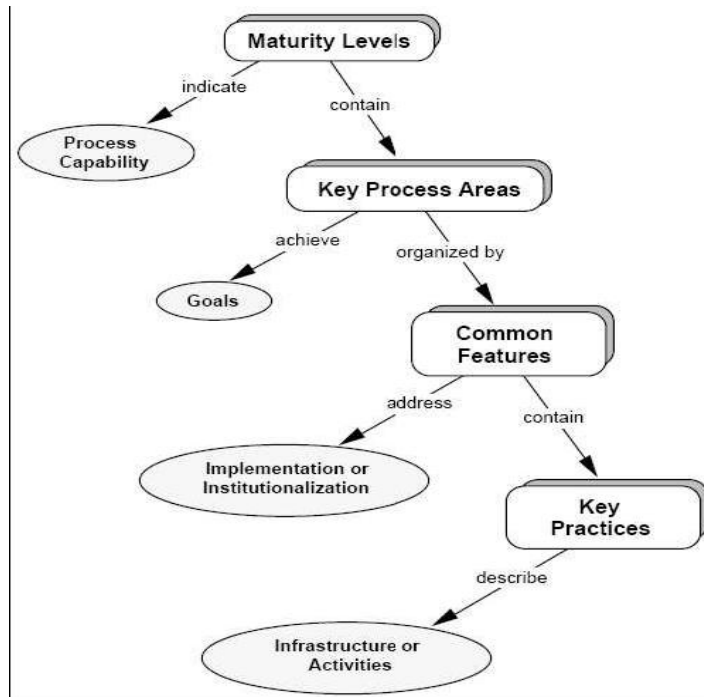 Maturity Levels
indicate
contain
Process
Capability
Key Process Areas
achieve
organized by
Goals
Common
Features
address
contain
Implementation or
Institutionalization
Key
Practices
describe
Infrastructure or
Activities